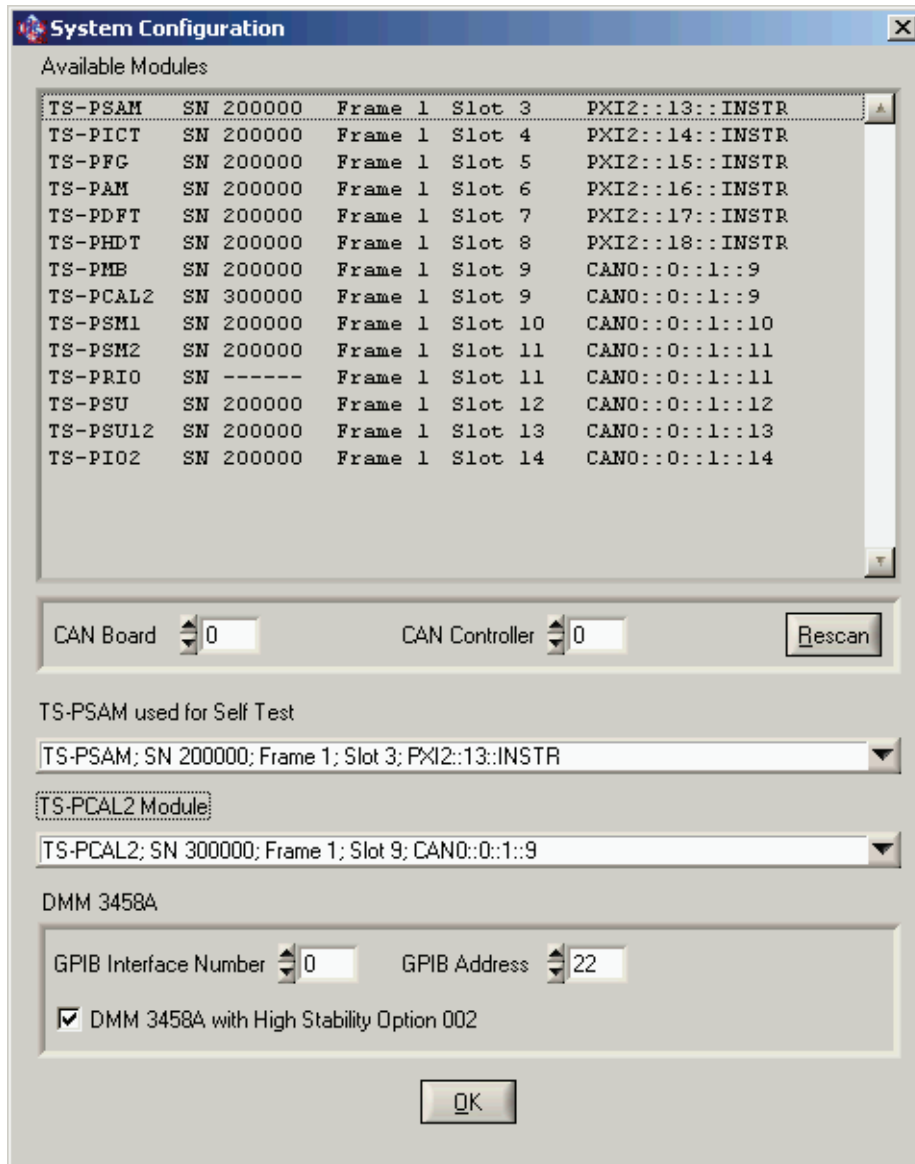 System Configuration
Available Modules
TS-PSAM SN 200000 Frame 1 Slot 3 PXI2::13::INSTR
TS-PICT SN 200000 Frame 1 Slot 4 PXI2::14::INSTR
TS-PFG SN 200000 Frame 1 Slot 5 PXI2::15::INSTR
TS-PAM SN 200000 Frame 1 Slot 6 PXI2::16::INSTR
TS-PDFT SN 200000 Frame 1 Slot 7 PXI2::17::INSTR
TS-PHDT SN 200000 Frame 1 Slot 8 PXI2::18::INSTR
TS-PMB SN 200000 Frame 1 Slot 9 CAN0::0::1::9
TS-PCAL2 SN 300000 Frame 1 Slot 9 CAN0::0::1::9
TS-PSM1 SN 200000 Frame 1 Slot 10 CAN0::0::1::10
TS-PSM2 SN 200000 Frame 1 Slot 11 CAN0::0::1::11
TS-PRIO SN ------ Frame 1 Slot 11 CAN0::0::1::11
TS-PSU SN 200000 Frame 1 Slot 12 CAN0::0::1::12
TS-PSU12 SN 200000 Frame 1 Slot 13 CAN0::0::1::13
TS-PIO2 SN 200000 Frame 1 Slot 14 CAN0::0::1::14
CAN Board 0 CAN Controller 0 Rescan
TS-PSAM used for Self Test
TS-PSAM; SN 200000; Frame 1; Slot 3; PXI2::13::INSTR
TS-PCAL2 Module
TS-PCAL2; SN 300000; Frame 1; Slot 9; CAN0::0::1::9
DMM 3458A
GPIB Interface Number 0 GPIB Address 22
DMM 3458A with High Stability Option 002
OK